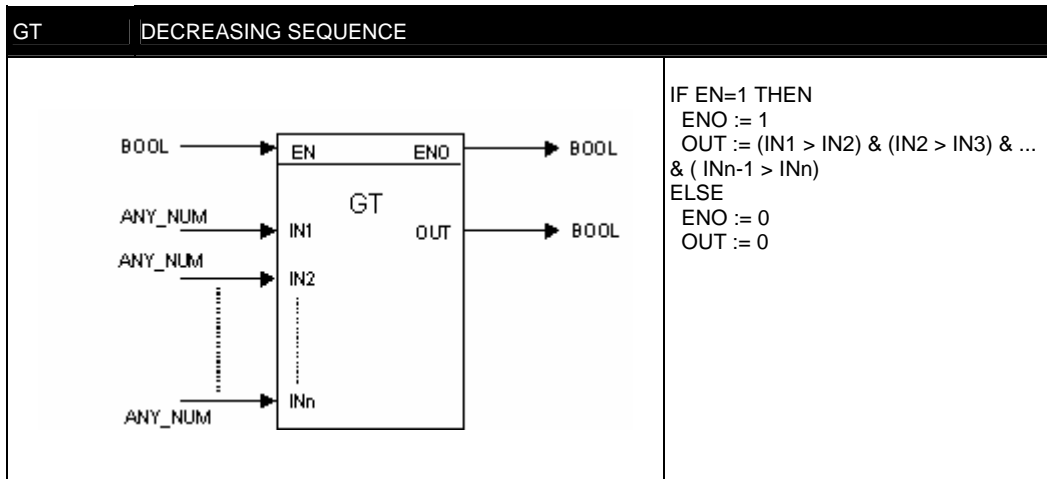 GT DECREASING SEQUENCE
BOOL EN ENO BOOL
GT
ANY_NUM IN1 OUT BOOL
ANY_NUM IN2
ANY_NUM INn
IF EN=1 THEN
ENO := 1
OUT := (IN1 > IN2) & (IN2 > IN3) & ...
& ( INn-1 > INn)
ELSE
ENO := 0
OUT := 0